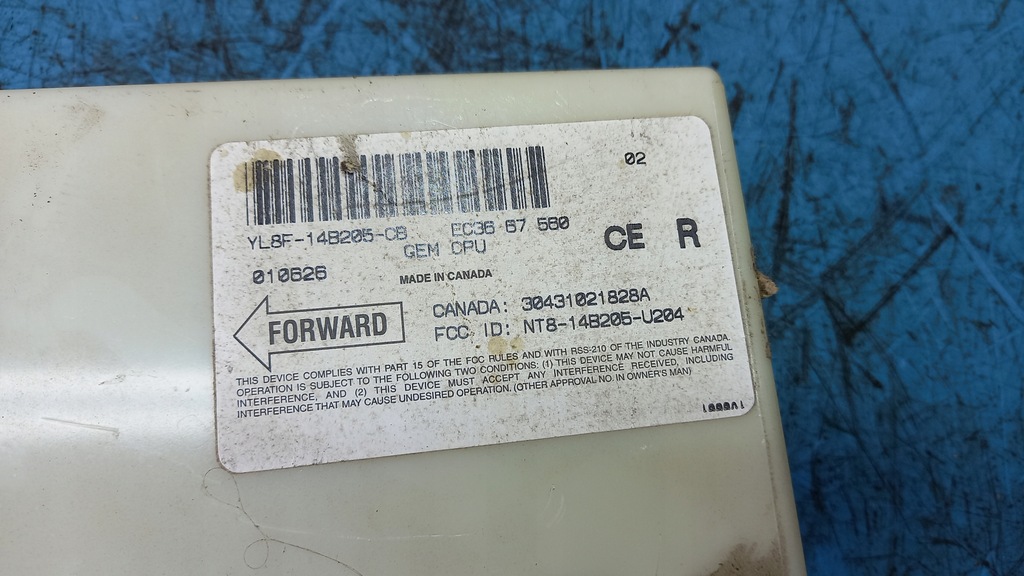 02
YL8F-14B205-CB EC36 67 560
GEM CPU
CE R
010626
MADE IN CANADA
FORWARD
CANADA: 30431021828A
FCC ID: NT8-14B205-U204
THIS DEVICE COMPLIES WITH PART 15 OF THE FCC RULES AND WITH RSS-210 OF THE INDUSTRY CANADA.
OPERATION IS SUBJECT TO THE FOLLOWING TWO CONDITIONS: (1) THIS DEVICE MAY NOT CAUSE HARMFUL
INTERFERENCE, AND (2) THIS DEVICE MUST ACCEPT ANY INTERFERENCE RECEIVED, INCLUDING
INTERFERENCE THAT MAY CAUSE UNDESIRED OPERATION. (OTHER APPROVAL NO. IN OWNER'S MAN)